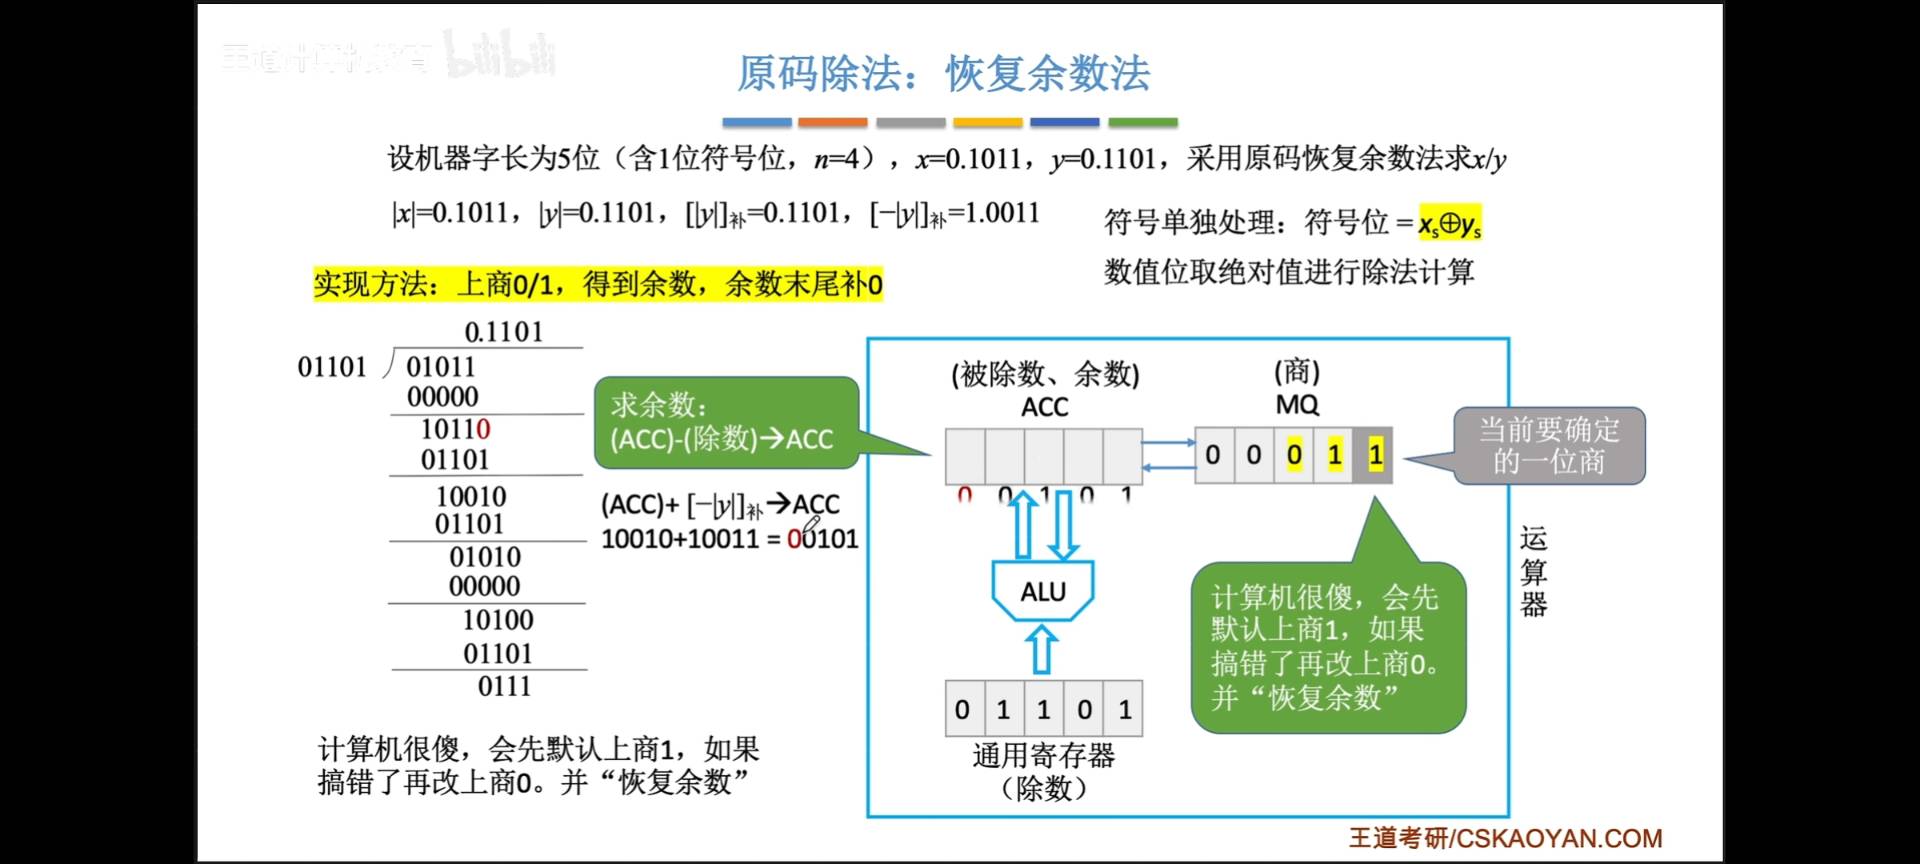 王道计算机教育 bilibili
原码除法：恢复余数法
设机器字长为5位（含1位符号位，n=4），x=0.1011，y=0.1101，采用原码恢复余数法求x/y
|x|=0.1011，|y|=0.1101，[|y|]补=0.1101，[−|y|]补=1.0011
符号单独处理：符号位 = xs⊕ys
数值位取绝对值进行除法计算
实现方法：上商0/1，得到余数，余数末尾补0
0.1101
01101 01011
00000
10110
01101
10010
01101
01010
00000
10100
01101
0111
计算机很傻，会先默认上商1，如果
搞错了再改上商0。并“恢复余数”
求余数：
(ACC)-(除数)→ACC
(ACC)+ [−|y|]补→ACC
10010+10011 = 00101
(被除数、余数)
ACC
0 0 1 0 1
(商)
MQ
0 0 0 1 1
当前要确定
的一位商
ALU
0 1 1 0 1
通用寄存器
（除数）
计算机很傻，会先
默认上商1，如果
搞错了再改上商0。
并“恢复余数”
运
算
器
王道考研/CSKAOYAN.COM